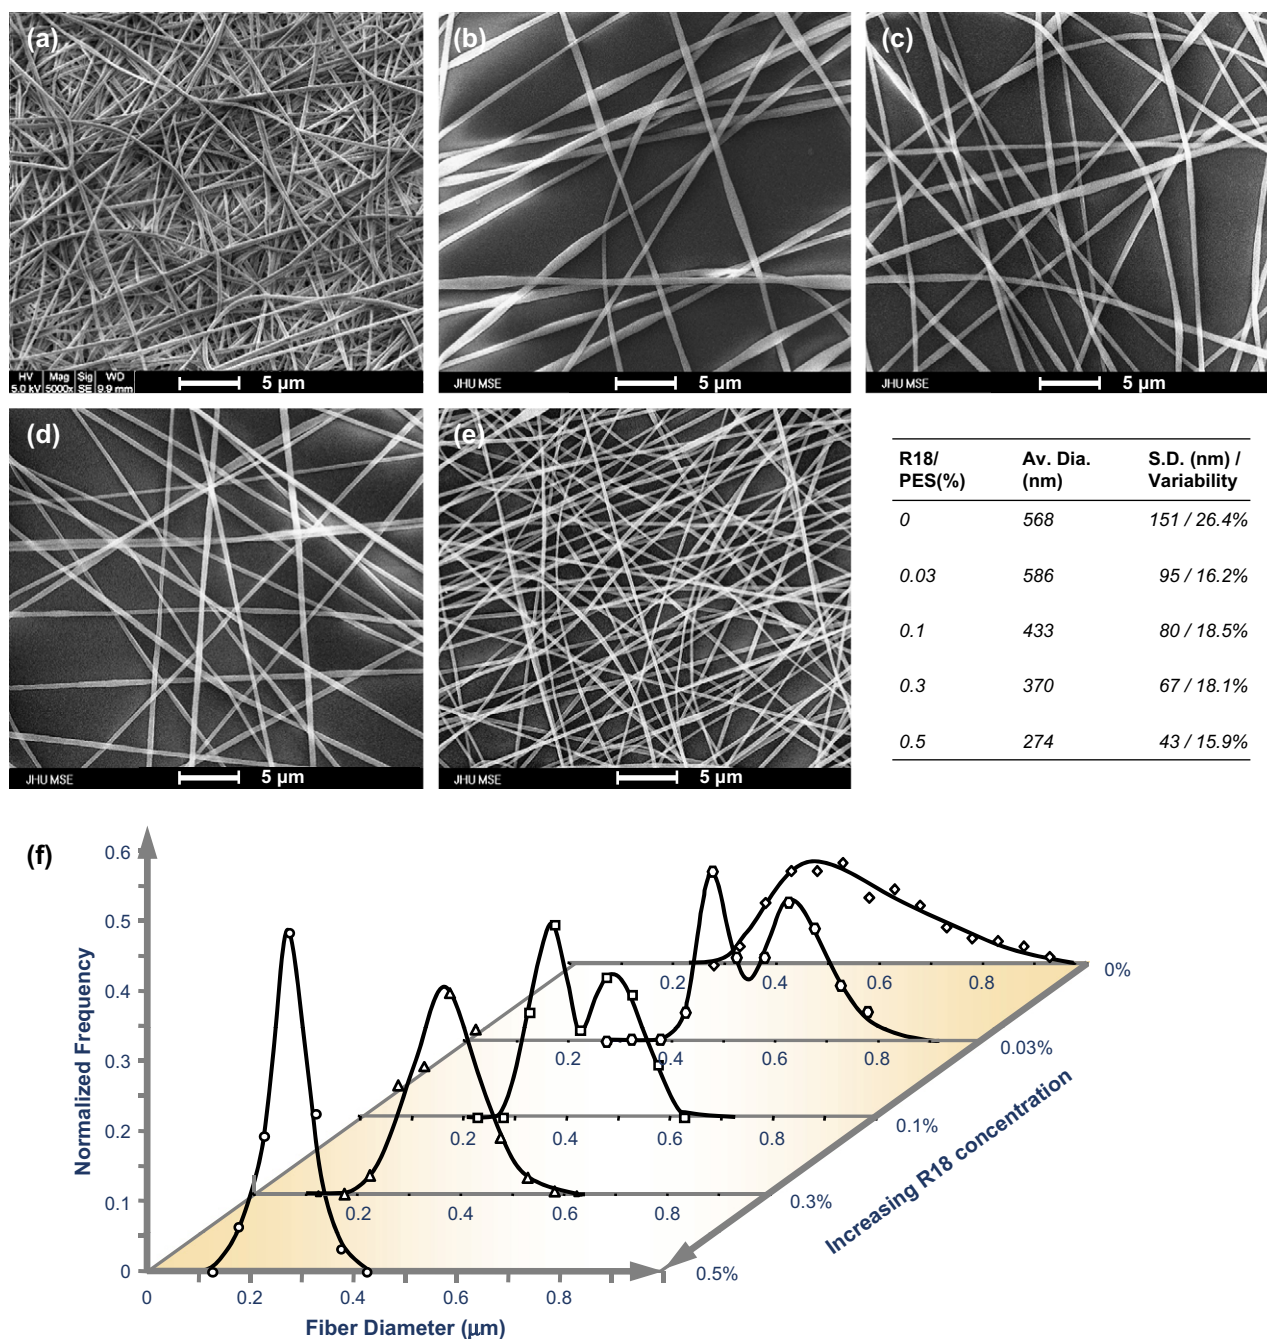 (a)
HV Mag Sig WD
5.0 kV 5000x SE 9.9 mm
5 µm
(b)
JHU MSE
5 µm
(c)
JHU MSE
5 µm
(d)
JHU MSE
5 µm
(e)
JHU MSE
5 µm
R18/ PES(%) Av. Dia. (nm) S.D. (nm) / Variability
0 568 151 / 26.4%
0.03 586 95 / 16.2%
0.1 433 80 / 18.5%
0.3 370 67 / 18.1%
0.5 274 43 / 15.9%
(f)
Normalized Frequency
0.6
0.5
0.4
0.3
0.2
0.1
0
0.2 0.4 0.6 0.8 0%
0.2 0.4 0.6 0.8 0.03%
0.2 0.4 0.6 0.8 0.1%
0.2 0.4 0.6 0.8 0.3%
0.5%
0 0.2 0.4 0.6 0.8
Fiber Diameter (µm)
Increasing R18 concentration